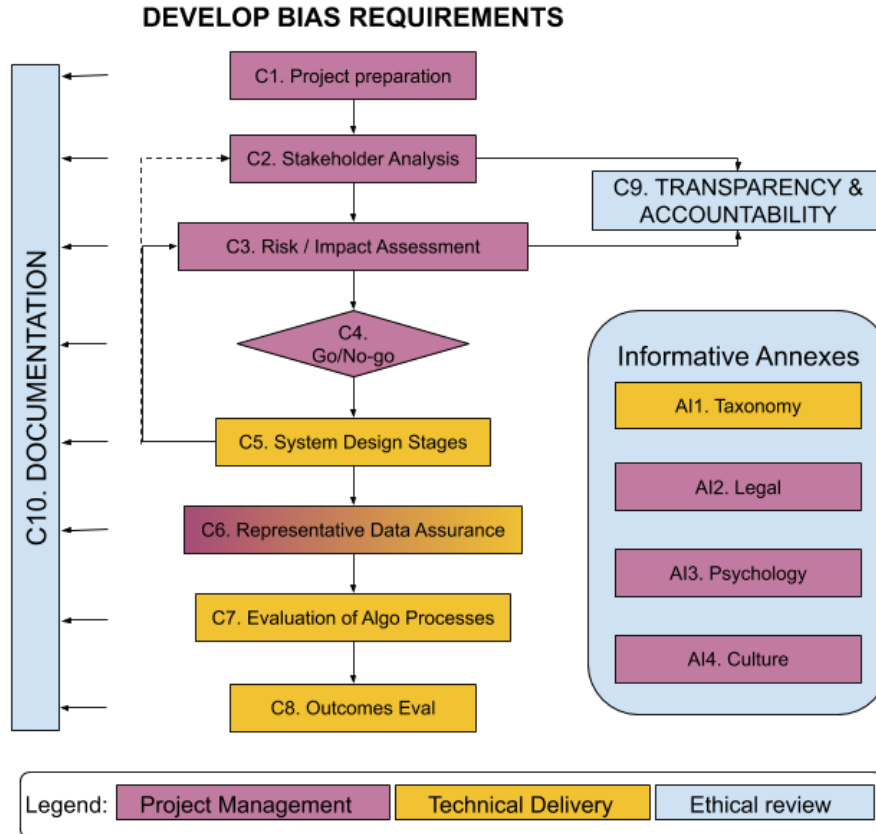 DEVELOP BIAS REQUIREMENTS
C1. Project preparation
C2. Stakeholder Analysis
C9. TRANSPARENCY &
ACCOUNTABILITY
C3. Risk / Impact Assessment
C10. DOCUMENTATION
C4.
Go/No-go
Informative Annexes
AI1. Taxonomy
C5. System Design Stages
AI2. Legal
C6. Representative Data Assurance
AI3. Psychology
C7. Evaluation of Algo Processes
AI4. Culture
C8. Outcomes Eval
Legend:
Project Management
Technical Delivery
Ethical review